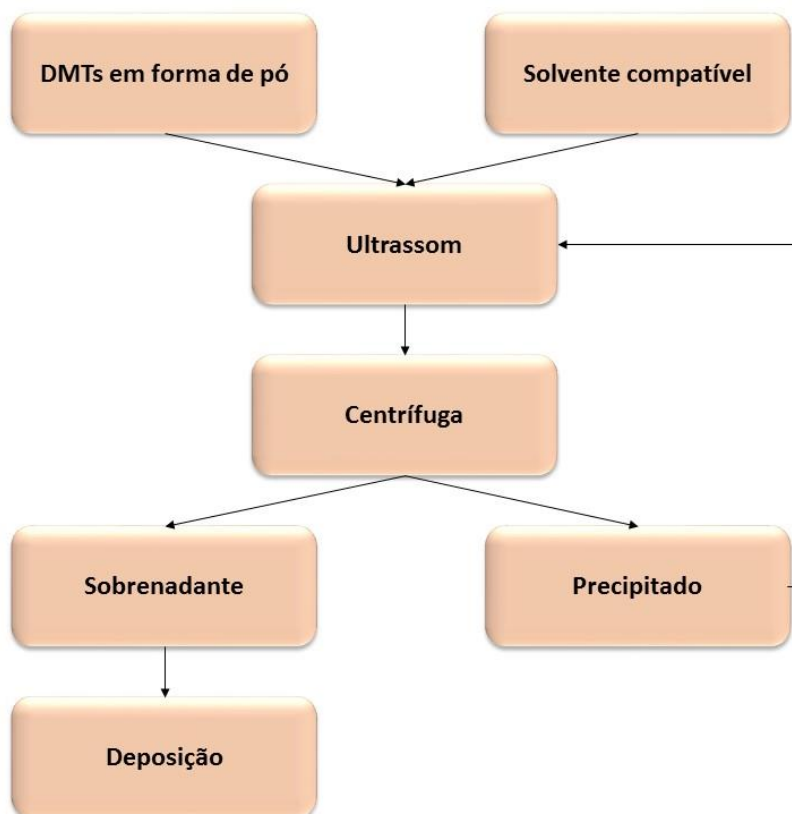 DMTs em forma de pó
Solvente compatível
Ultrassom
Centrífuga
Sobrenadante
Precipitado
Deposição